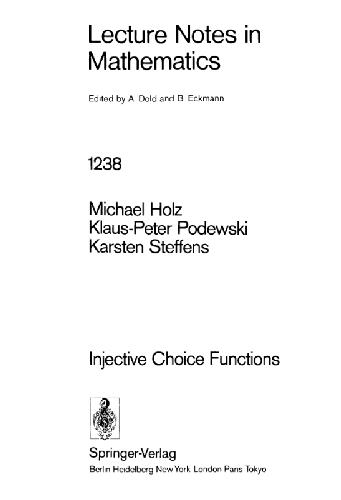 Lecture Notes in
Mathematics
Edited by A. Dold and B. Eckmann
1238
Michael Holz
Klaus-Peter Podewski
Karsten Steffens
Injective Choice Functions
Springer-Verlag
Berlin Heidelberg New York London Paris Tokyo